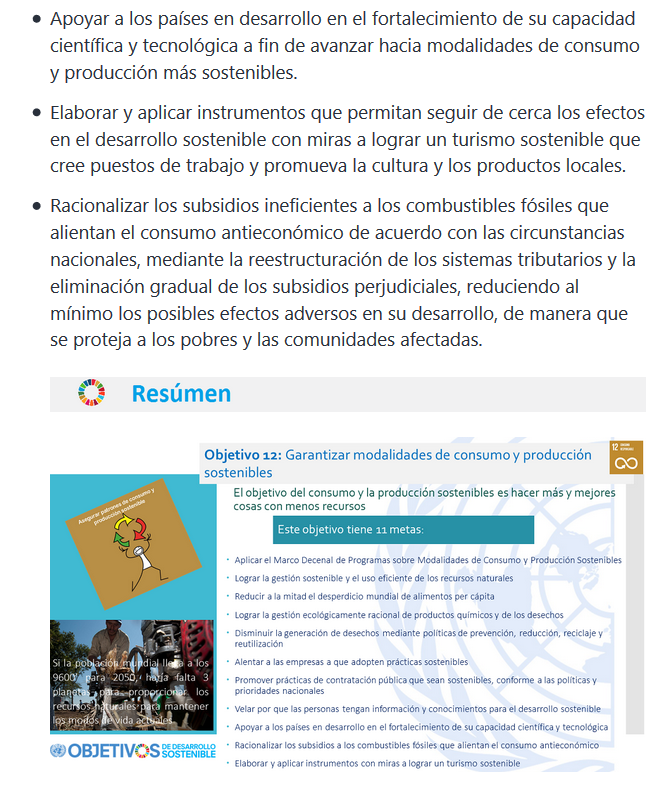 Apoyar a los países en desarrollo en el fortalecimiento de su capacidad
científica y tecnológica a fin de avanzar hacia modalidades de consumo
y producción más sostenibles.
Elaborar y aplicar instrumentos que permitan seguir de cerca los efectos
en el desarrollo sostenible con miras a lograr un turismo sostenible que
cree puestos de trabajo y promueva la cultura y los productos locales.
Racionalizar los subsidios ineficientes a los combustibles fósiles que
alientan el consumo antieconómico de acuerdo con las circunstancias
nacionales, mediante la reestructuración de los sistemas tributarios y la
eliminación gradual de los subsidios perjudiciales, reduciendo al
mínimo los posibles efectos adversos en su desarrollo, de manera que
se proteja a los pobres y las comunidades afectadas.
Resúmen
Objetivo 12: Garantizar modalidades de consumo y producción
sostenibles
12
El objetivo del consumo y la producción sostenibles es hacer más y mejores
cosas con menos recursos
Este objetivo tiene 11 metas:
Asegurar patrones de consumo y
producción sostenible
Aplicar el Marco Decenal de Programas sobre Modalidades de Consumo y Producción Sostenibles
Lograr la gestión sostenible y el uso eficiente de los recursos naturales
Reducir a la mitad el desperdicio mundial de alimentos per cápita
Lograr la gestión ecológicamente racional de productos químicos y de los desechos
Disminuir la generación de desechos mediante políticas de prevención, reducción, reciclaje y
reutilización
Alentar a las empresas a que adopten prácticas sostenibles
Promover prácticas de contratación pública que sean sostenibles, conforme a las políticas y
prioridades nacionales
Velar por que las personas tengan información y conocimientos para el desarrollo sostenible
Apoyar a los países en desarrollo en el fortalecimiento de su capacidad científica y tecnológica
Racionalizar los subsidios a los combustibles fósiles que alientan el consumo antieconómico
Elaborar y aplicar instrumentos con miras a lograr un turismo sostenible
Si la población mundial llega a los
9600 para 2050, haría falta 3
planetas para proporcionar los
recursos naturales para mantener
los modos de vida actuales.
OBJETIVOS DE DESARROLLO
SOSTENIBLE